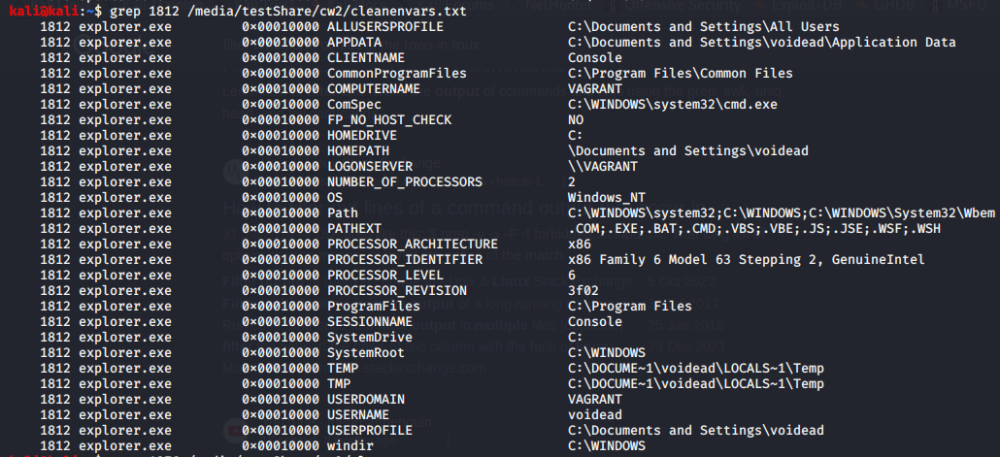 NetHunter Offensive Security Exploit-DB GHDB MSFU
kali@kali:~$ grep 1812 /media/testShare/cw2/cleanenvars.txt
1812 explorer.exe 0×00010000 ALLUSERSPROFILE C:\Documents and Settings\All Users
1812 explorer.exe 0×00010000 APPDATA C:\Documents and Settings\voidead\Application Data
1812 explorer.exe 0×00010000 CLIENTNAME Console
1812 explorer.exe 0×00010000 CommonProgramFiles C:\Program Files\Common Files
1812 explorer.exe 0×00010000 COMPUTERNAME VAGRANT
1812 explorer.exe 0×00010000 ComSpec C:\WINDOWS\system32\cmd.exe
1812 explorer.exe 0×00010000 FP_NO_HOST_CHECK NO
1812 explorer.exe 0×00010000 HOMEDRIVE C:
1812 explorer.exe 0×00010000 HOMEPATH \Documents and Settings\voidead
1812 explorer.exe 0×00010000 LOGONSERVER \\VAGRANT
1812 explorer.exe 0×00010000 NUMBER_OF_PROCESSORS 2
1812 explorer.exe 0×00010000 OS Windows_NT
1812 explorer.exe 0×00010000 Path C:\WINDOWS\system32;C:\WINDOWS;C:\WINDOWS\System32\Wbem
1812 explorer.exe 0×00010000 PATHEXT .COM;.EXE;.BAT;.CMD;.VBS;.VBE;.JS;.JSE;.WSF;.WSH
1812 explorer.exe 0×00010000 PROCESSOR_ARCHITECTURE x86
1812 explorer.exe 0×00010000 PROCESSOR_IDENTIFIER x86 Family 6 Model 63 Stepping 2, GenuineIntel
1812 explorer.exe 0×00010000 PROCESSOR_LEVEL 6
1812 explorer.exe 0×00010000 PROCESSOR_REVISION 3f02
1812 explorer.exe 0×00010000 ProgramFiles C:\Program Files
1812 explorer.exe 0×00010000 SESSIONNAME Console
1812 explorer.exe 0×00010000 SystemDrive C:
1812 explorer.exe 0×00010000 SystemRoot C:\WINDOWS
1812 explorer.exe 0×00010000 TEMP C:\DOCUME~1\voidead\LOCALS~1\Temp
1812 explorer.exe 0×00010000 TMP C:\DOCUME~1\voidead\LOCALS~1\Temp
1812 explorer.exe 0×00010000 USERDOMAIN VAGRANT
1812 explorer.exe 0×00010000 USERNAME voidead
1812 explorer.exe 0×00010000 USERPROFILE C:\Documents and Settings\voidead
1812 explorer.exe 0×00010000 windir C:\WINDOWS